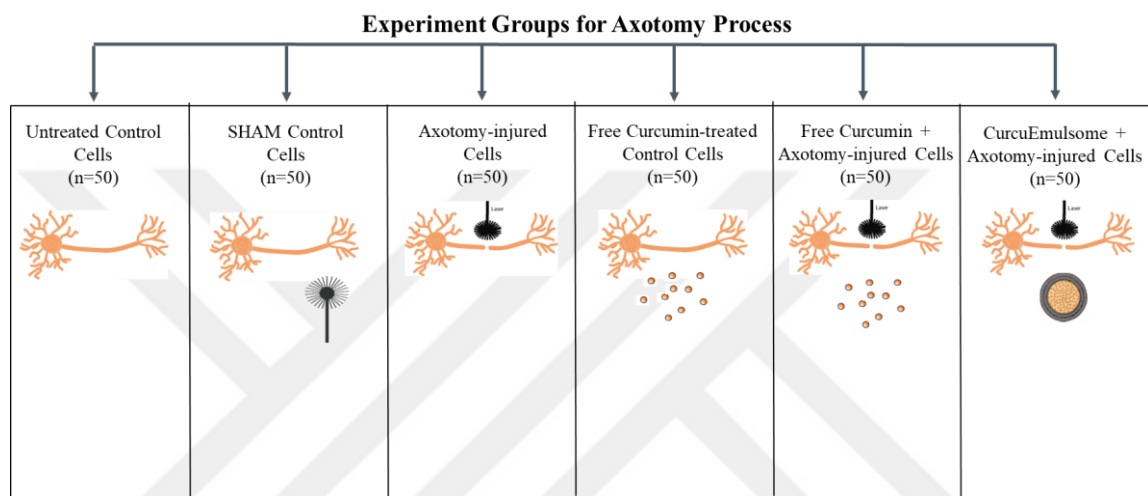 Experiment Groups for Axotomy Process
Untreated Control
Cells
(n=50)
SHAM Control
Cells
(n=50)
Axotomy-injured
Cells
(n=50)
Laser
Free Curcumin-treated
Control Cells
(n=50)
Free Curcumin +
Axotomy-injured Cells
(n=50)
Laser
CurcuEmulsome +
Axotomy-injured Cells
(n=50)
Laser